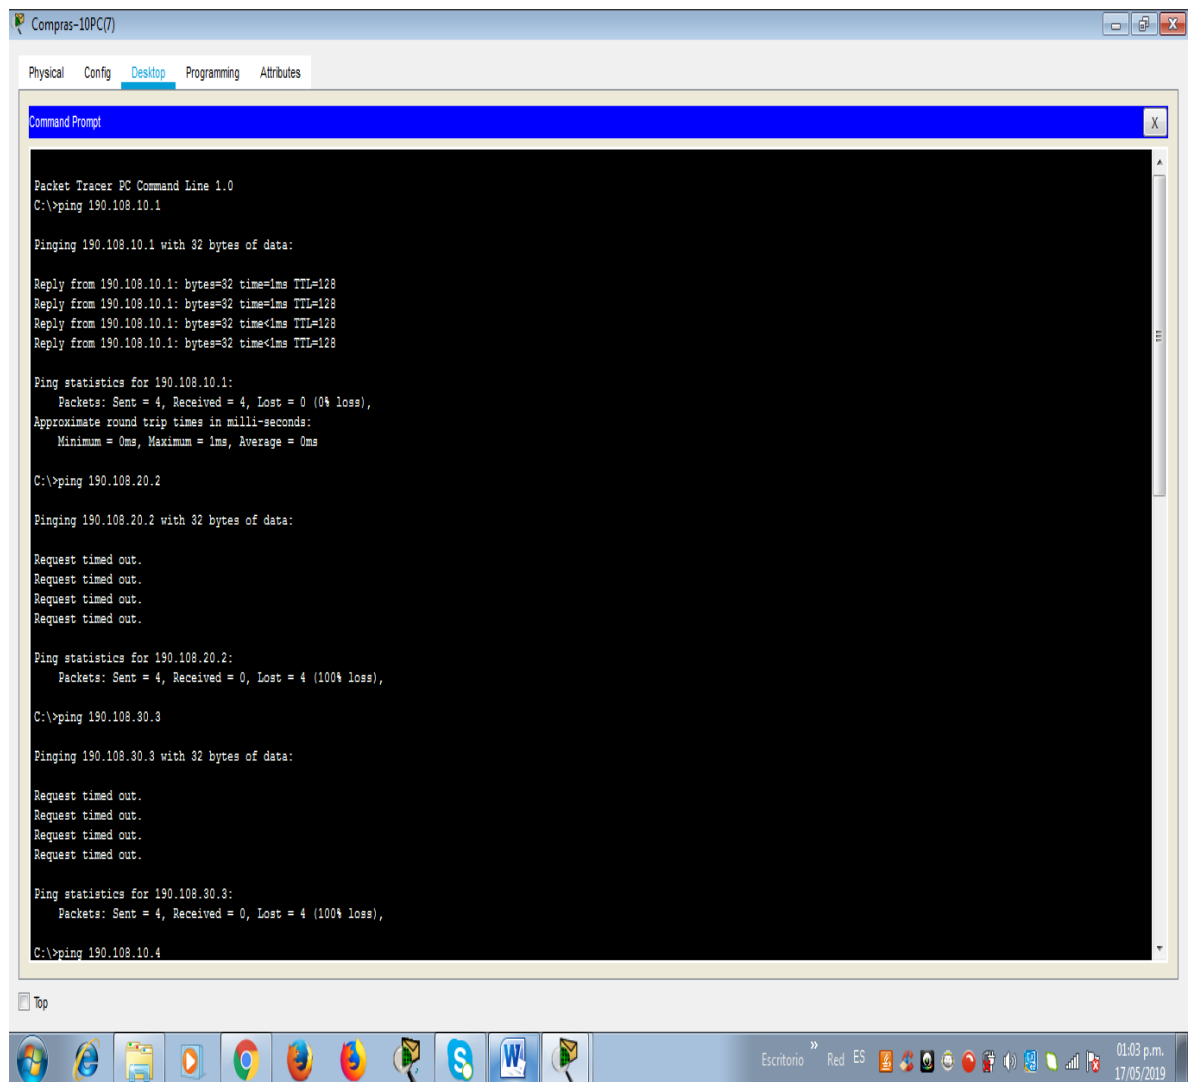 Compras-10PC(7)
Physical Config Desktop Programming Attributes
Command Prompt
X
Packet Tracer PC Command Line 1.0
C:\>ping 190.108.10.1
Pinging 190.108.10.1 with 32 bytes of data:
Reply from 190.108.10.1: bytes=32 time=1ms TTL=128
Reply from 190.108.10.1: bytes=32 time=1ms TTL=128
Reply from 190.108.10.1: bytes=32 time<1ms TTL=128
Reply from 190.108.10.1: bytes=32 time<1ms TTL=128
Ping statistics for 190.108.10.1:
Packets: Sent = 4, Received = 4, Lost = 0 (0% loss),
Approximate round trip times in milli-seconds:
Minimum = 0ms, Maximum = 1ms, Average = 0ms
C:\>ping 190.108.20.2
Pinging 190.108.20.2 with 32 bytes of data:
Request timed out.
Request timed out.
Request timed out.
Request timed out.
Ping statistics for 190.108.20.2:
Packets: Sent = 4, Received = 0, Lost = 4 (100% loss),
C:\>ping 190.108.30.3
Pinging 190.108.30.3 with 32 bytes of data:
Request timed out.
Request timed out.
Request timed out.
Request timed out.
Ping statistics for 190.108.30.3:
Packets: Sent = 4, Received = 0, Lost = 4 (100% loss),
C:\>ping 190.108.10.4
Top
Escritorio » Red ES 01:03 p.m.
17/05/2019